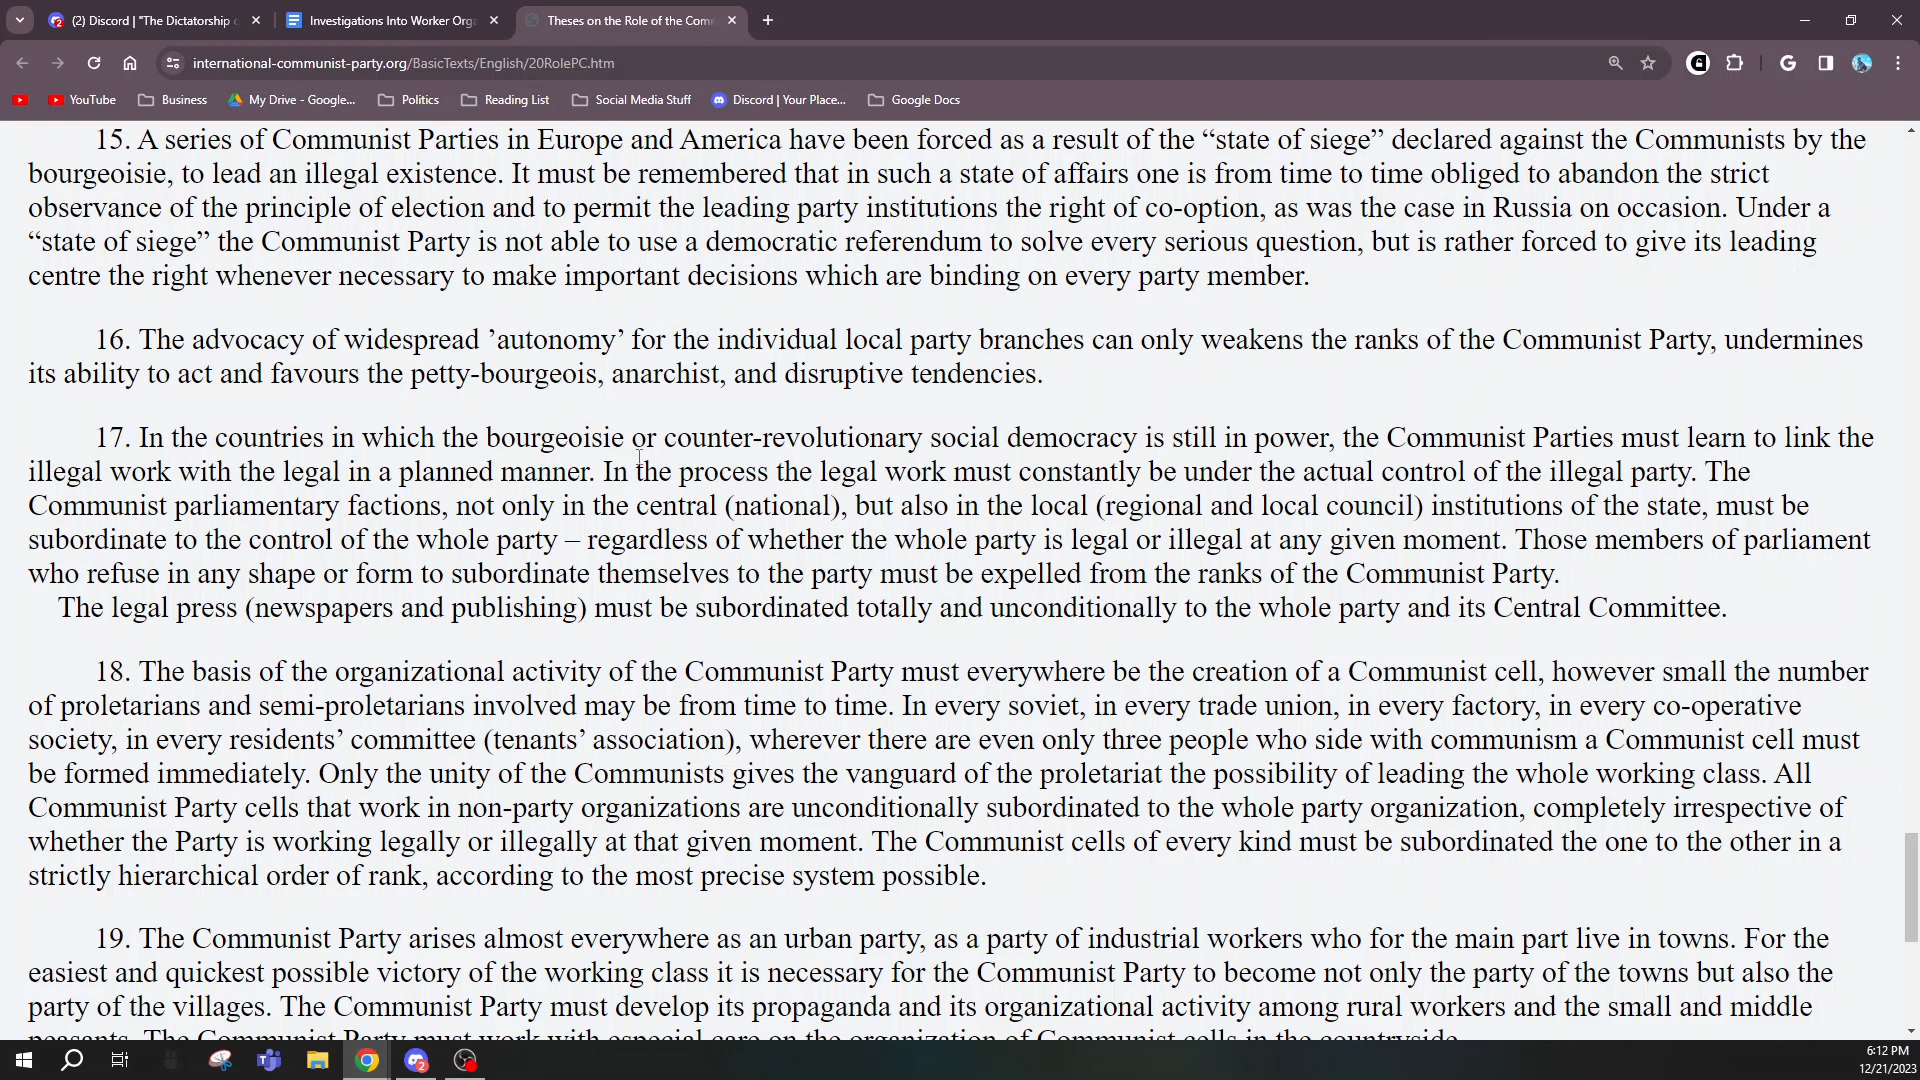 (2) Discord | "The Dictatorship
Investigations Into Worker Orga
Theses on the Role of the Com
international-communist-party.org/BasicTexts/English/20RolePC.htm
YouTube
Business
My Drive - Google...
Politics
Reading List
Social Media Stuff
Discord | Your Place...
Google Docs
15. A series of Communist Parties in Europe and America have been forced as a result of the “state of siege” declared against the Communists by the
bourgeoisie, to lead an illegal existence. It must be remembered that in such a state of affairs one is from time to time obliged to abandon the strict
observance of the principle of election and to permit the leading party institutions the right of co-option, as was the case in Russia on occasion. Under a
“state of siege” the Communist Party is not able to use a democratic referendum to solve every serious question, but is rather forced to give its leading
centre the right whenever necessary to make important decisions which are binding on every party member.
16. The advocacy of widespread ’autonomy’ for the individual local party branches can only weakens the ranks of the Communist Party, undermines
its ability to act and favours the petty-bourgeois, anarchist, and disruptive tendencies.
17. In the countries in which the bourgeoisie or counter-revolutionary social democracy is still in power, the Communist Parties must learn to link the
illegal work with the legal in a planned manner. In the process the legal work must constantly be under the actual control of the illegal party. The
Communist parliamentary factions, not only in the central (national), but also in the local (regional and local council) institutions of the state, must be
subordinate to the control of the whole party – regardless of whether the whole party is legal or illegal at any given moment. Those members of parliament
who refuse in any shape or form to subordinate themselves to the party must be expelled from the ranks of the Communist Party.
The legal press (newspapers and publishing) must be subordinated totally and unconditionally to the whole party and its Central Committee.
18. The basis of the organizational activity of the Communist Party must everywhere be the creation of a Communist cell, however small the number
of proletarians and semi-proletarians involved may be from time to time. In every soviet, in every trade union, in every factory, in every co-operative
society, in every residents’ committee (tenants’ association), wherever there are even only three people who side with communism a Communist cell must
be formed immediately. Only the unity of the Communists gives the vanguard of the proletariat the possibility of leading the whole working class. All
Communist Party cells that work in non-party organizations are unconditionally subordinated to the whole party organization, completely irrespective of
whether the Party is working legally or illegally at that given moment. The Communist cells of every kind must be subordinated the one to the other in a
strictly hierarchical order of rank, according to the most precise system possible.
19. The Communist Party arises almost everywhere as an urban party, as a party of industrial workers who for the main part live in towns. For the
easiest and quickest possible victory of the working class it is necessary for the Communist Party to become not only the party of the towns but also the
party of the villages. The Communist Party must develop its propaganda and its organizational activity among rural workers and the small and middle
peasants. The Communist Party must work with especial care on the organization of Communist cells in the countryside.
6:12 PM
12/21/2023